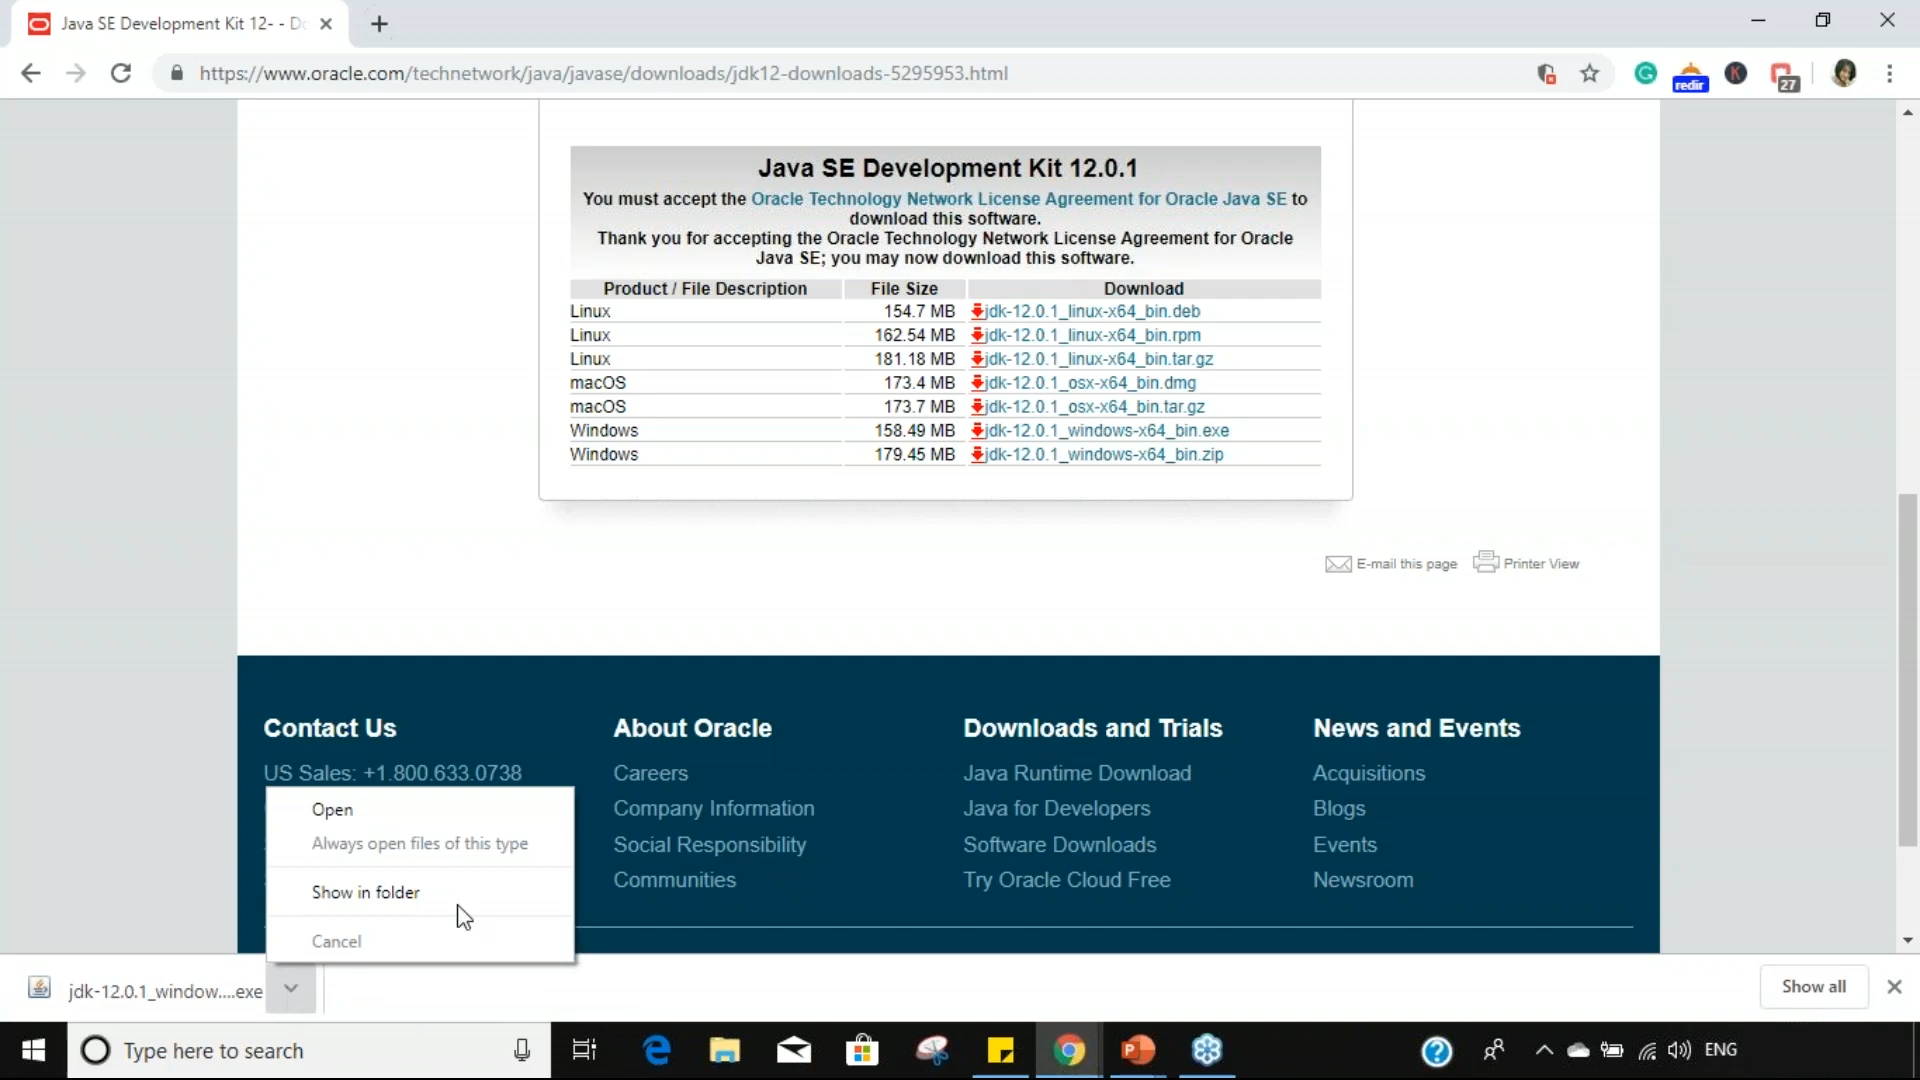 Java SE Development Kit 12- - Do
https://www.oracle.com/technetwork/java/javase/downloads/jdk12-downloads-5295953.html
redir
K
27
Java SE Development Kit 12.0.1
You must accept the Oracle Technology Network License Agreement for Oracle Java SE to
download this software.
Thank you for accepting the Oracle Technology Network License Agreement for Oracle
Java SE; you may now download this software.
Product / File Description File Size Download
Linux 154.7 MB jdk-12.0.1_linux-x64_bin.deb
Linux 162.54 MB jdk-12.0.1_linux-x64_bin.rpm
Linux 181.18 MB jdk-12.0.1_linux-x64_bin.tar.gz
macOS 173.4 MB jdk-12.0.1_osx-x64_bin.dmg
macOS 173.7 MB jdk-12.0.1_osx-x64_bin.tar.gz
Windows 158.49 MB jdk-12.0.1_windows-x64_bin.exe
Windows 179.45 MB jdk-12.0.1_windows-x64_bin.zip
E-mail this page Printer View
Contact Us About Oracle Downloads and Trials News and Events
US Sales: +1.800.633.0738 Careers Java Runtime Download Acquisitions
Company Information Java for Developers Blogs
Social Responsibility Software Downloads Events
Communities Try Oracle Cloud Free Newsroom
Open
Always open files of this type
Show in folder
Cancel
jdk-12.0.1_window....exe
Show all
Type here to search
ENG